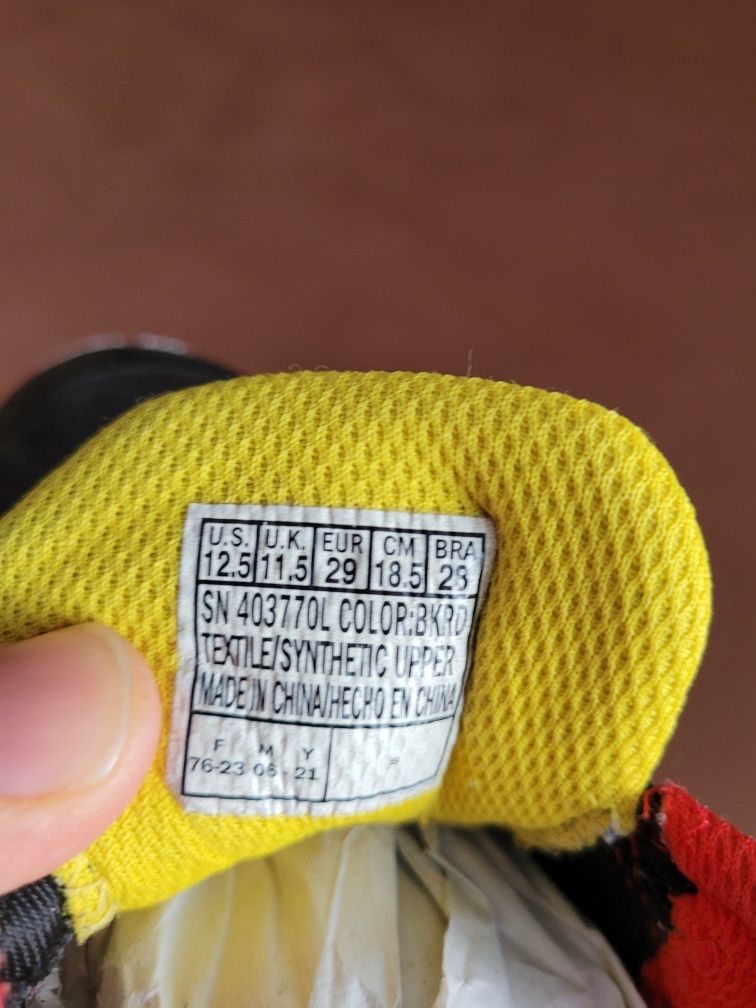 U.S. U.K. EUR CM BRA
12.5 11.5 29 18.5 28
SN 403770L COLOR:BKRD
TEXTILE/SYNTHETIC UPPER
MADE IN CHINA/HECHO EN CHINA
F M Y
76-23 06 21